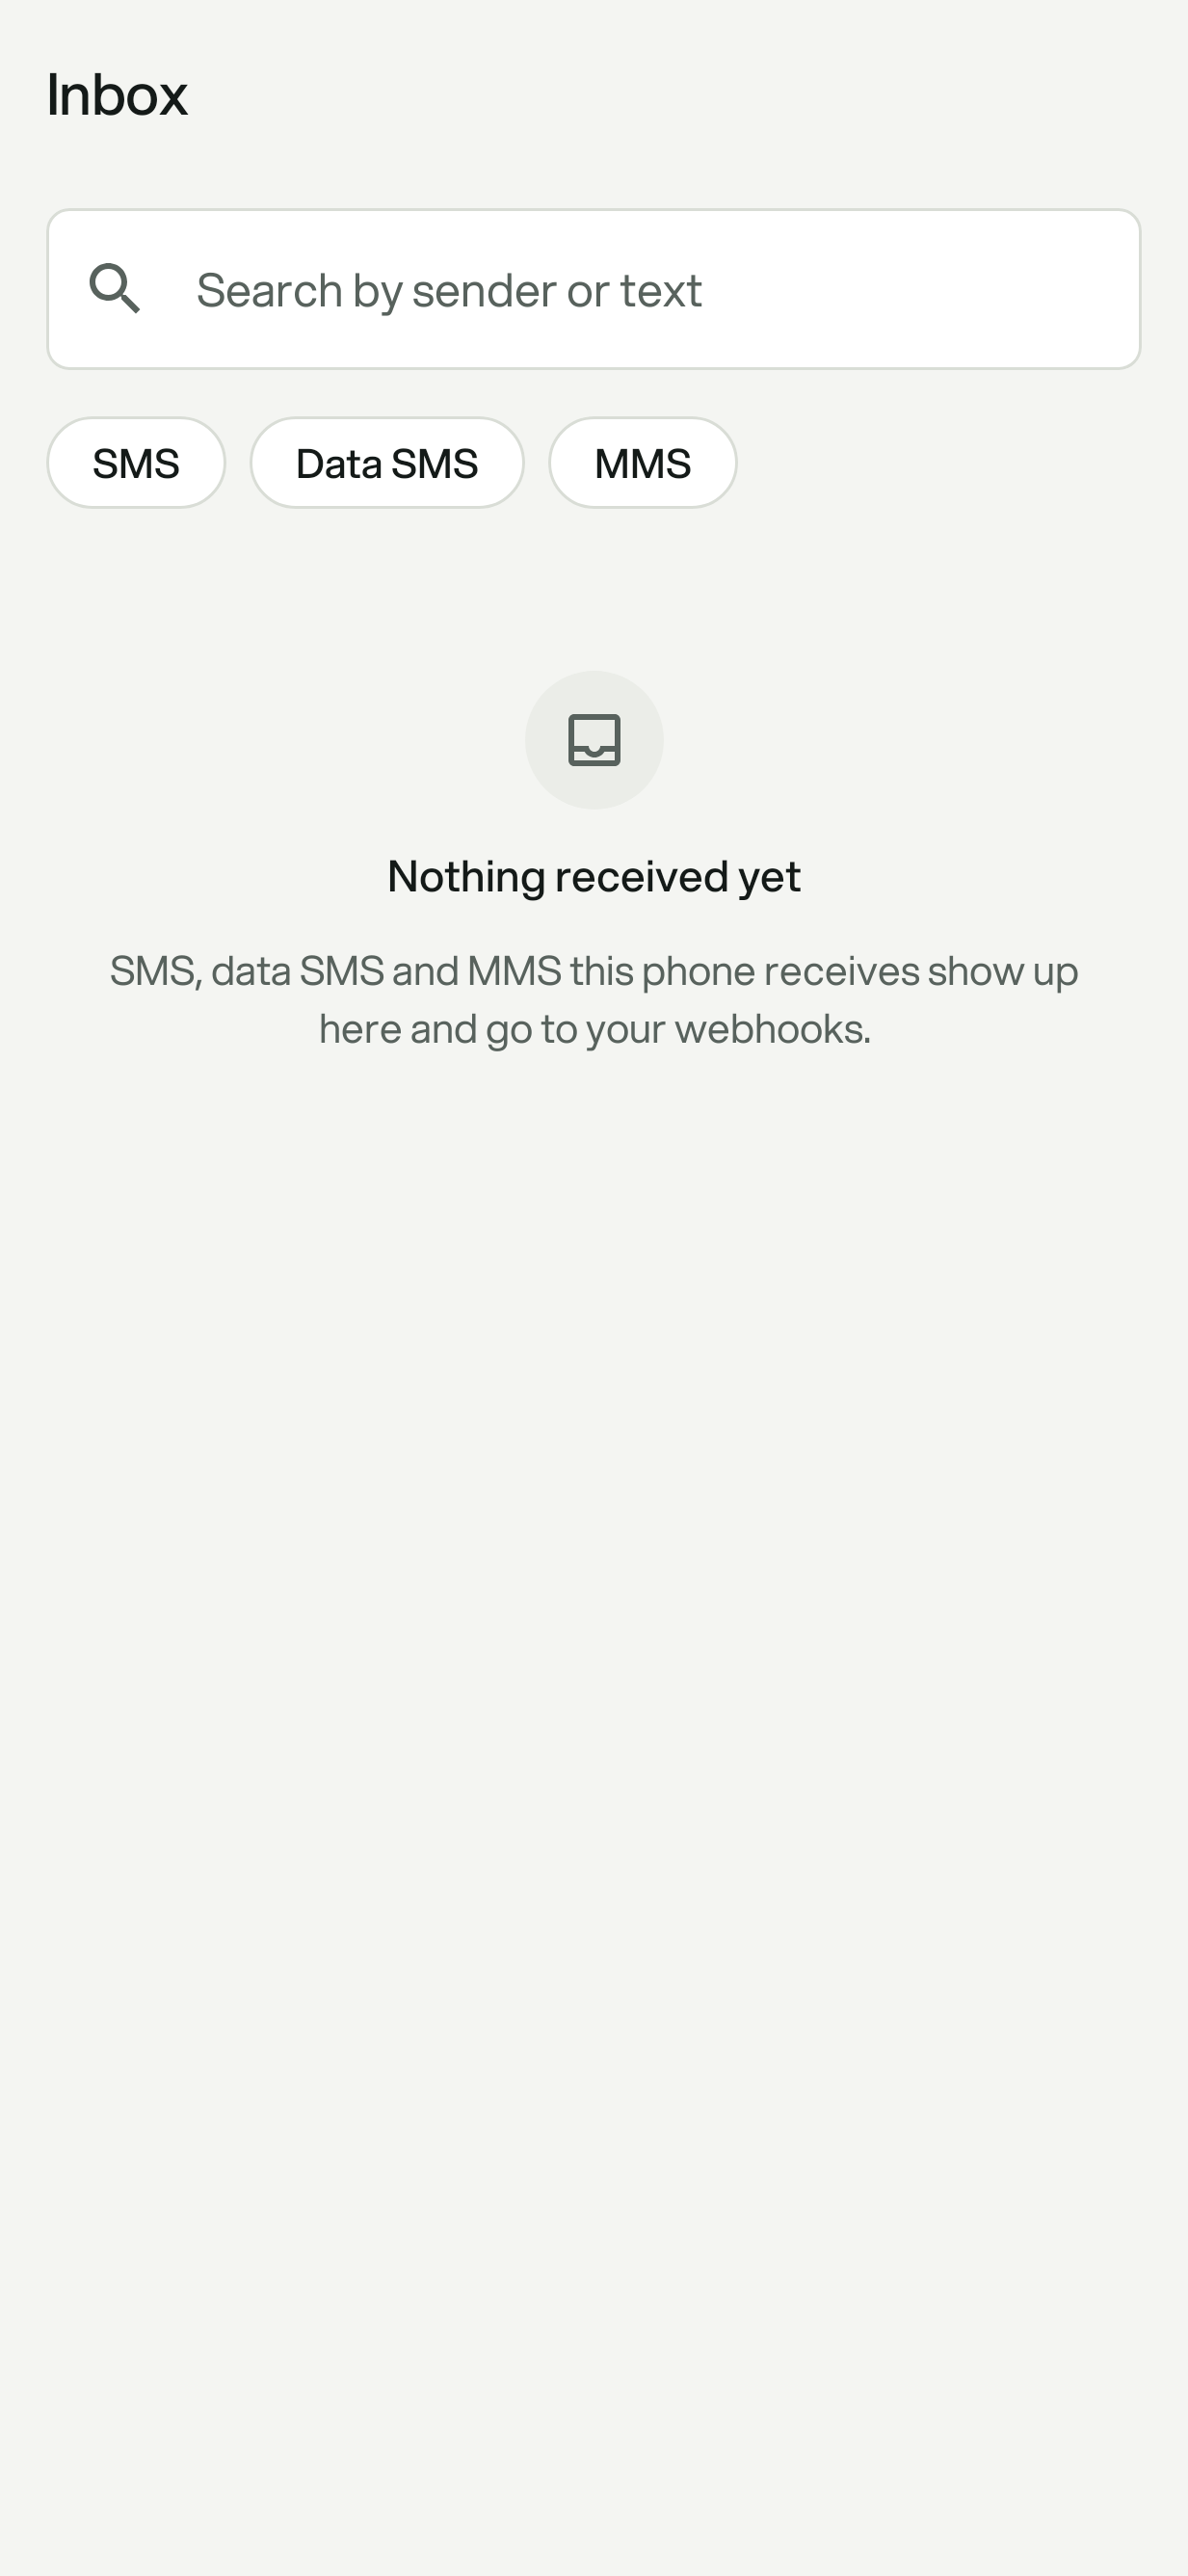 Inbox
Search by sender or text
SMS
Data SMS
MMS
Nothing received yet
SMS, data SMS and MMS this phone receives show up
here and go to your webhooks.